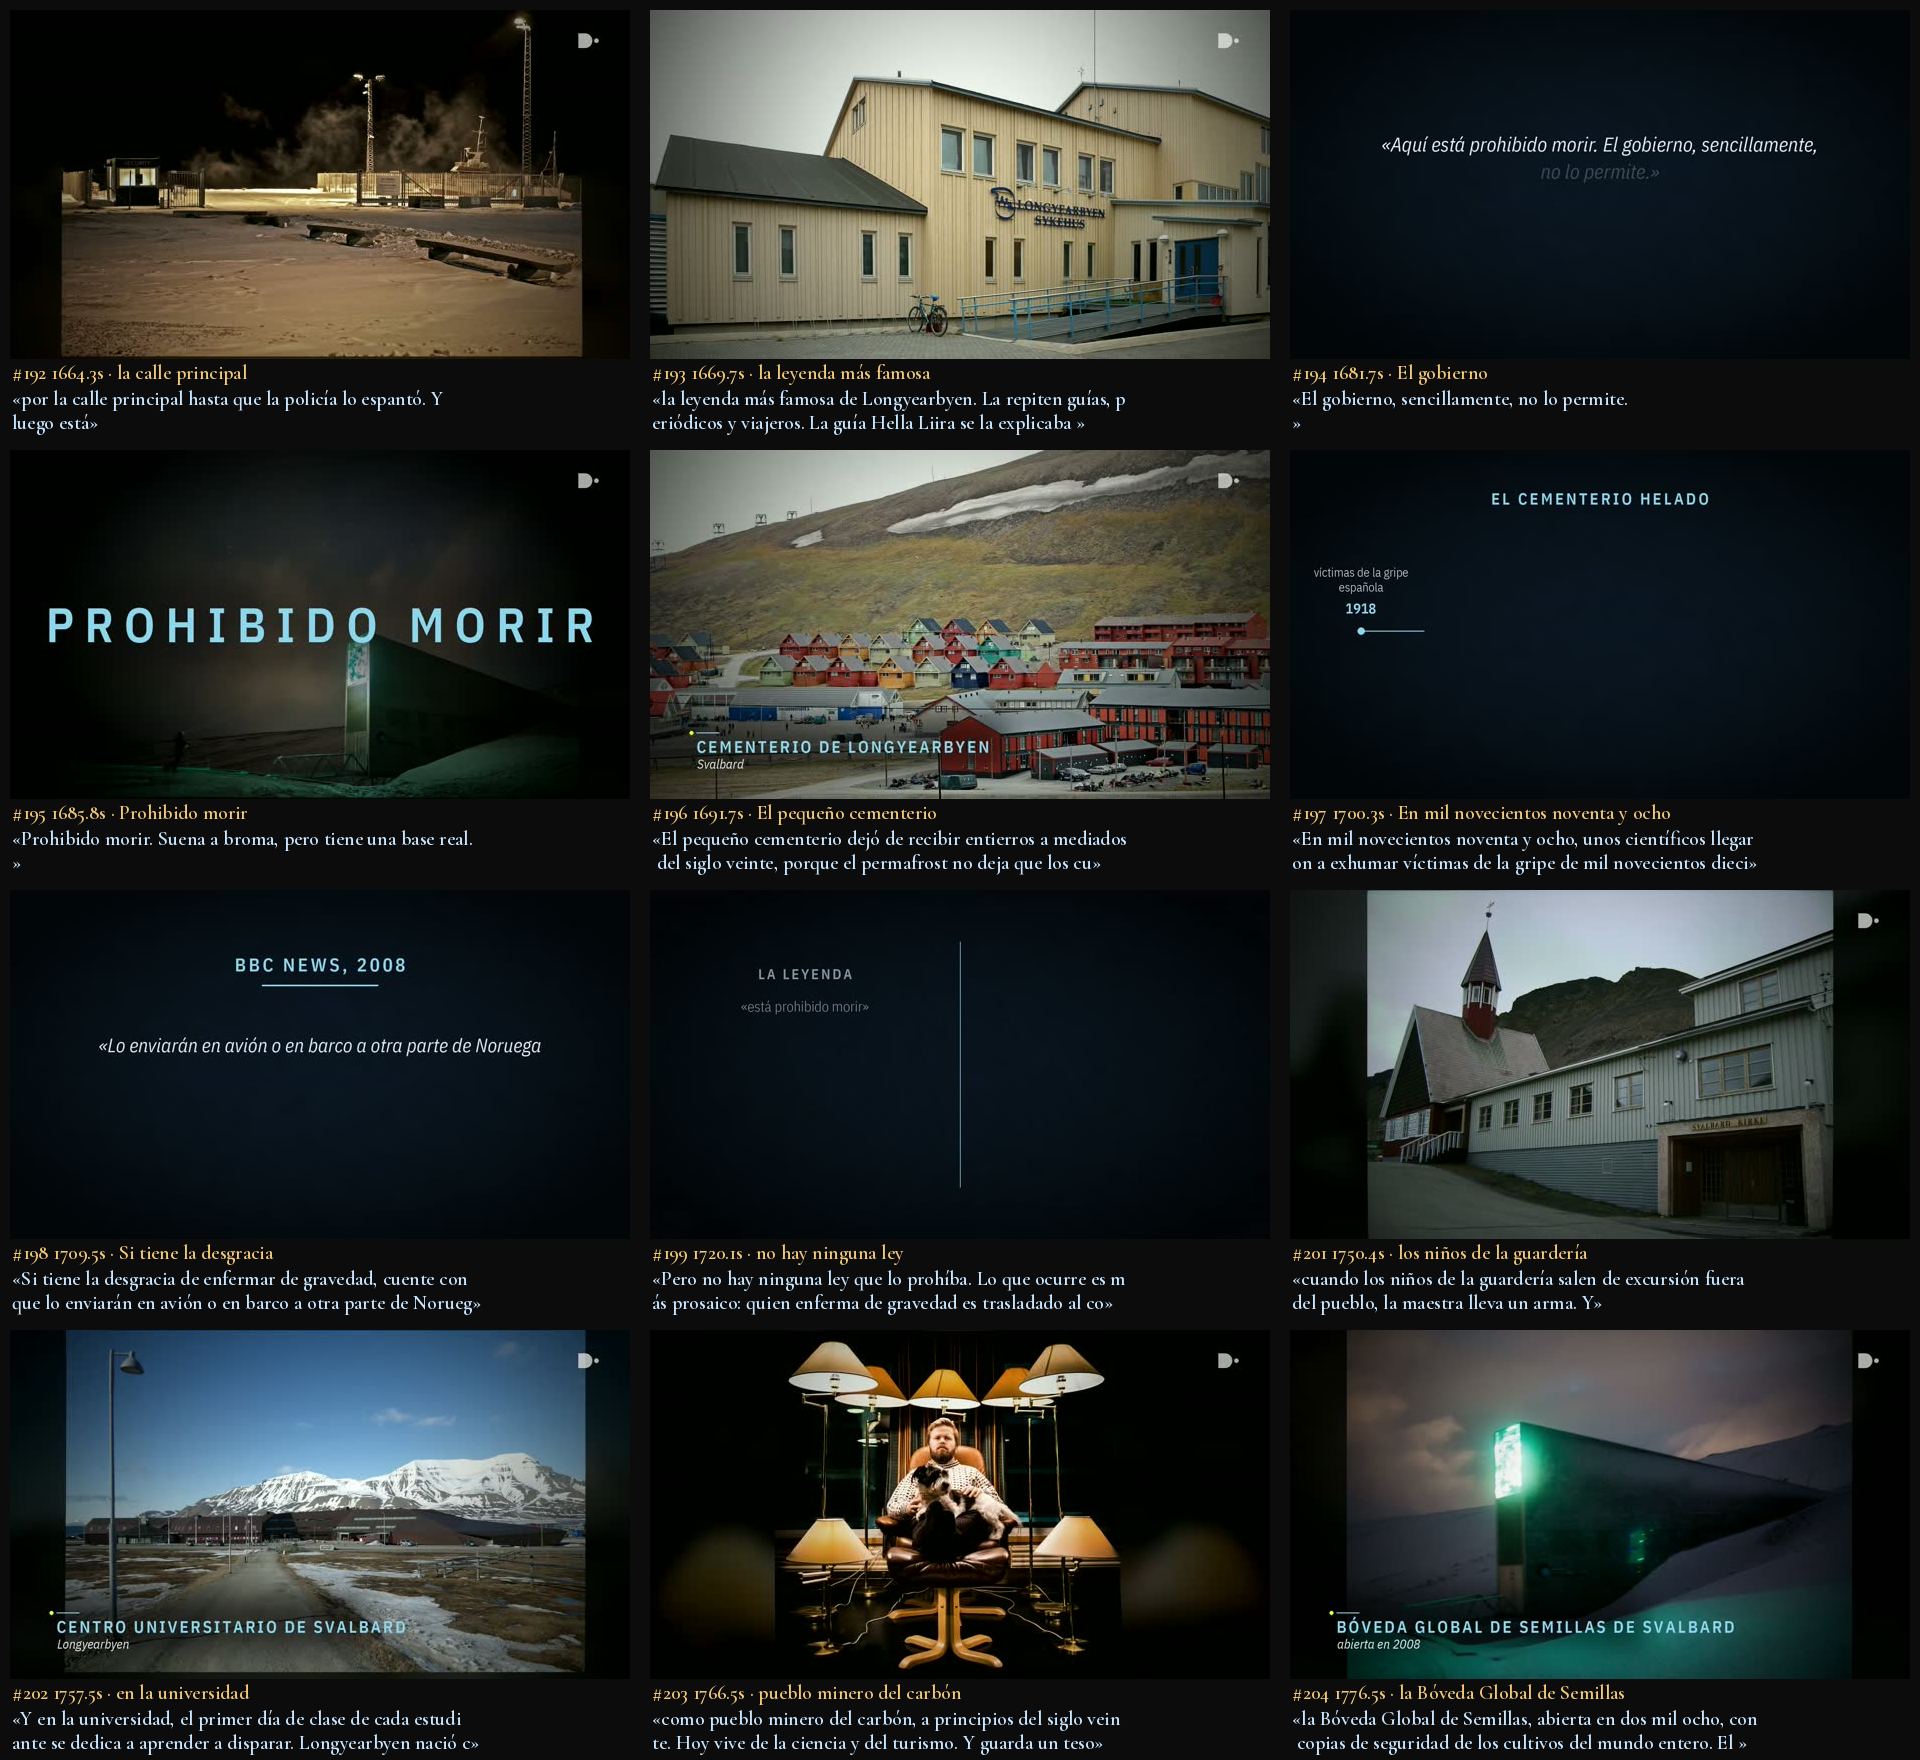 SECURITY
LONGYEARBYEN
SYKEHUS
«Aquí está prohibido morir. El gobierno, sencillamente,
no lo permite.»
#192 1664.3s · la calle principal
«por la calle principal hasta que la policía lo espantó. Y
luego está»
#193 1669.7s · la leyenda más famosa
«la leyenda más famosa de Longyearbyen. La repiten guías, p
eriódicos y viajeros. La guía Hella Liira se la explicaba »
#194 1681.7s · El gobierno
«El gobierno, sencillamente, no lo permite.
»
PROHIBIDO MORIR
CEMENTERIO DE LONGYEARBYEN
Svalbard
EL CEMENTERIO HELADO
víctimas de la gripe
española
1918
#195 1685.8s · Prohibido morir
«Prohibido morir. Suena a broma, pero tiene una base real.
»
#196 1691.7s · El pequeño cementerio
«El pequeño cementerio dejó de recibir entierros a mediados
del siglo veinte, porque el permafrost no deja que los cu»
#197 1700.3s · En mil novecientos noventa y ocho
«En mil novecientos noventa y ocho, unos científicos llegar
on a exhumar víctimas de la gripe de mil novecientos dieci»
BBC NEWS, 2008
«Lo enviarán en avión o en barco a otra parte de Noruega
LA LEYENDA
«está prohibido morir»
SVALBARD KIRKE
#198 1709.5s · Si tiene la desgracia
«Si tiene la desgracia de enfermar de gravedad, cuente con
que lo enviarán en avión o en barco a otra parte de Norueg»
#199 1720.1s · no hay ninguna ley
«Pero no hay ninguna ley que lo prohíba. Lo que ocurre es m
ás prosaico: quien enferma de gravedad es trasladado al co»
#201 1750.4s · los niños de la guardería
«cuando los niños de la guardería salen de excursión fuera
del pueblo, la maestra lleva un arma. Y»
CENTRO UNIVERSITARIO DE SVALBARD
Longyearbyen
BÓVEDA GLOBAL DE SEMILLAS DE SVALBARD
abierta en 2008
#202 1757.5s · en la universidad
«Y en la universidad, el primer día de clase de cada estudi
ante se dedica a aprender a disparar. Longyearbyen nació c»
#203 1766.5s · pueblo minero del carbón
«como pueblo minero del carbón, a principios del siglo vein
te. Hoy vive de la ciencia y del turismo. Y guarda un teso»
#204 1776.5s · la Bóveda Global de Semillas
«la Bóveda Global de Semillas, abierta en dos mil ocho, con
copias de seguridad de los cultivos del mundo entero. El »